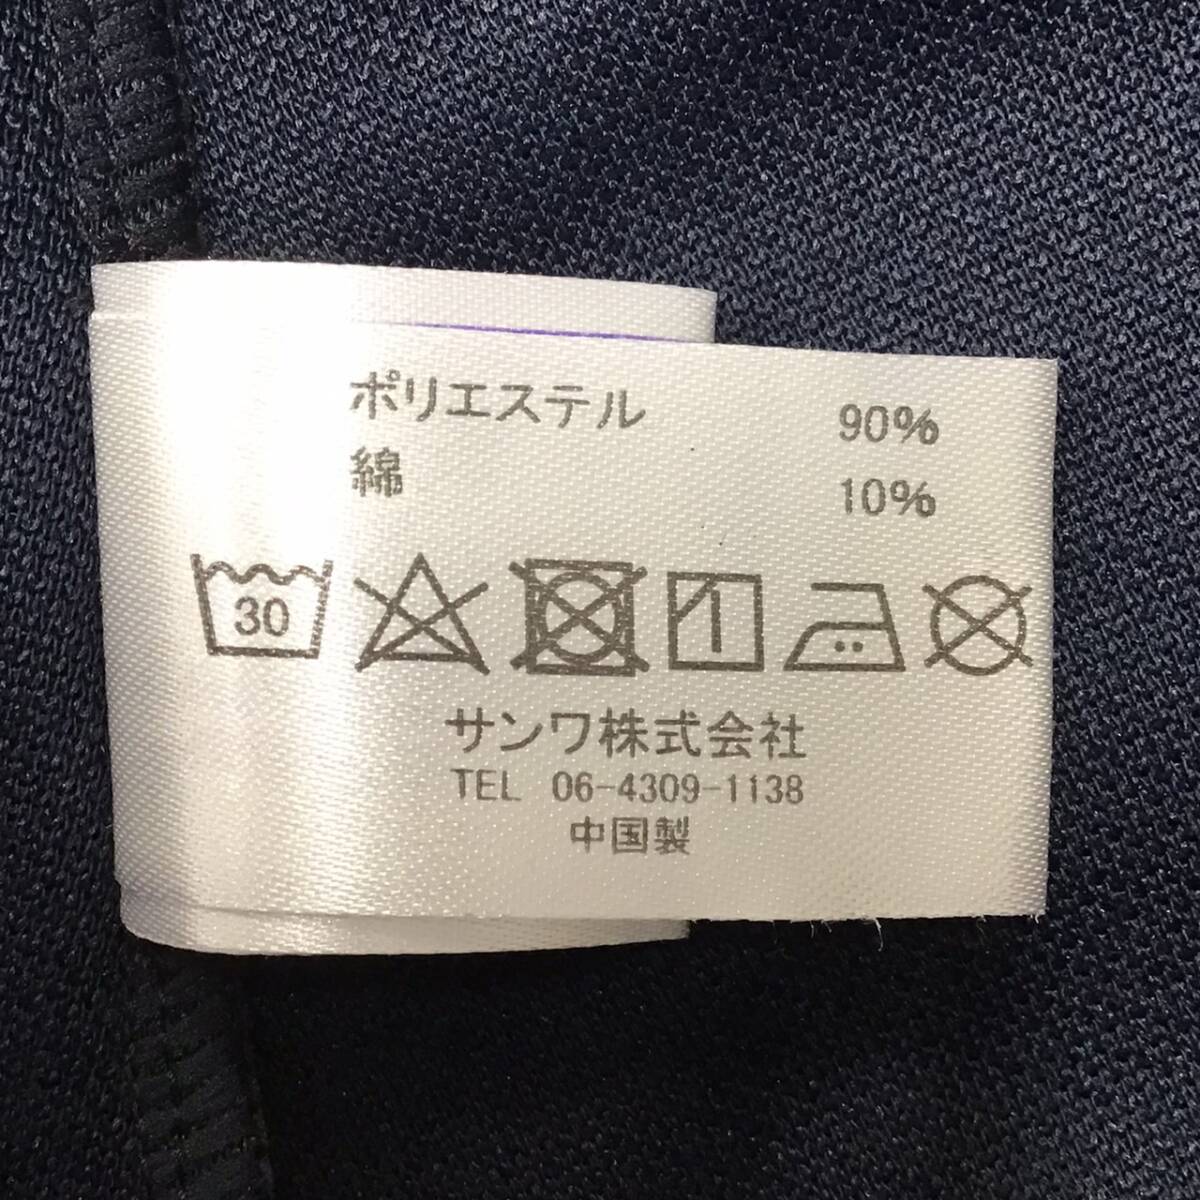 ポリエステル 90%
綿 10%
30
サンワ株式会社
TEL 06-4309-1138
中国製